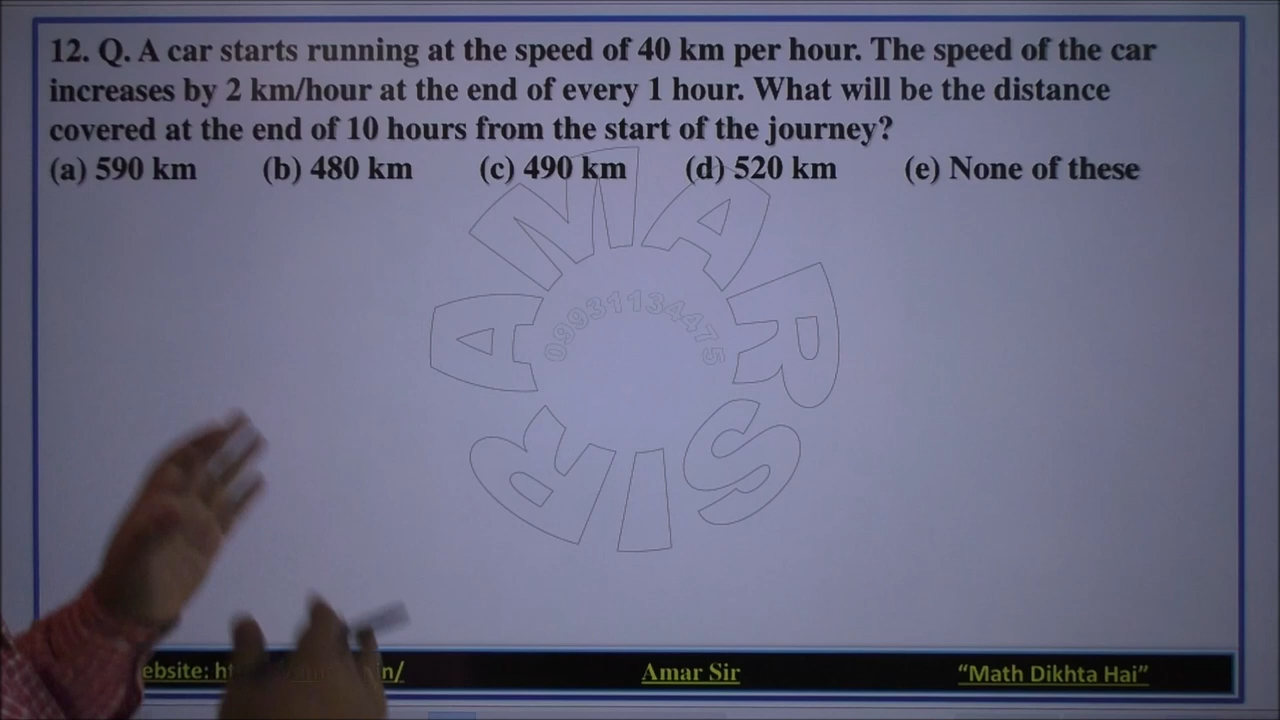 12. Q. A car starts running at the speed of 40 km per hour. The speed of the car
increases by 2 km/hour at the end of every 1 hour. What will be the distance
covered at the end of 10 hours from the start of the journey?
(a) 590 km (b) 480 km (c) 490 km (d) 520 km (e) None of these
AMAR SIR
09931134475
Amar Sir "Math Dikhta Hai"